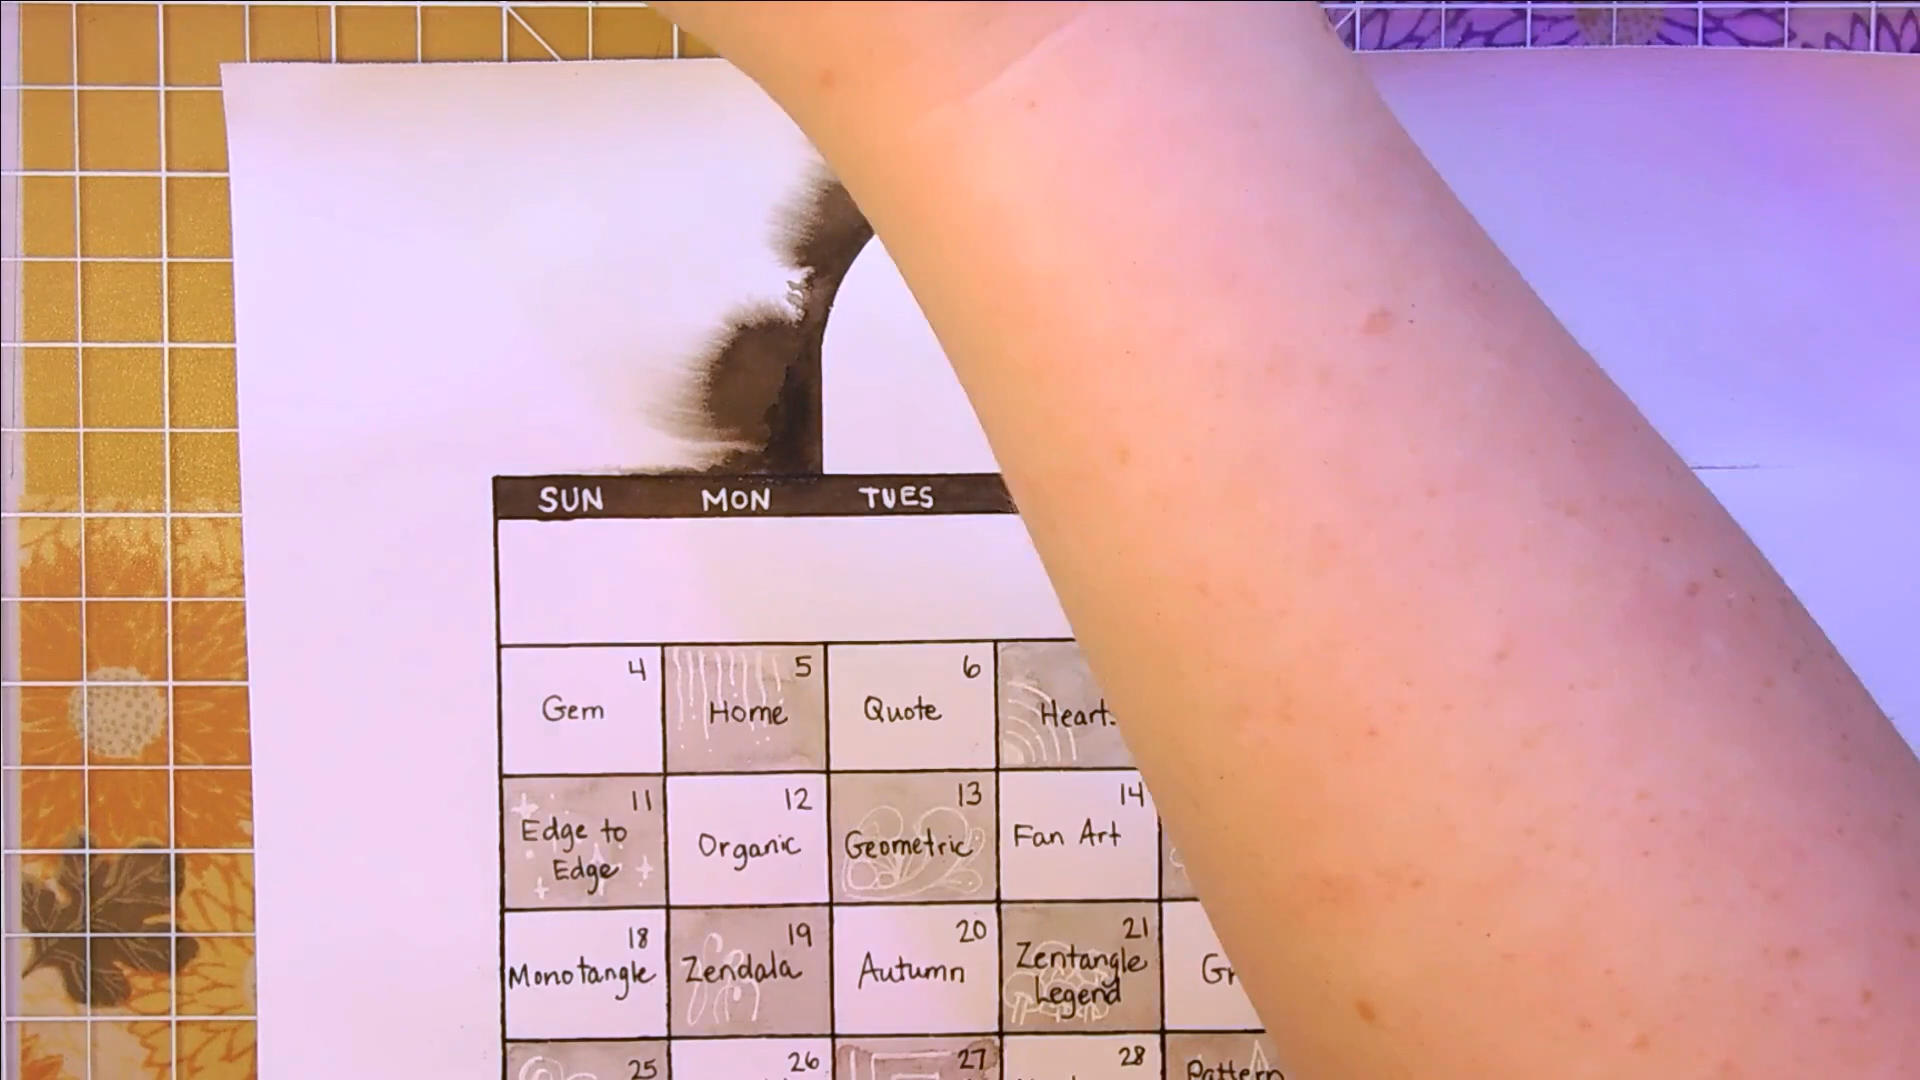 SUN MON TUES
4 5 6
Gem Home Quote Heart
11 12 13 14
Edge to Edge Organic Geometric Fan Art
18 19 20 21
Monotangle Zendala Autumn Zentangle Legend
25 26 27 28
Pattern